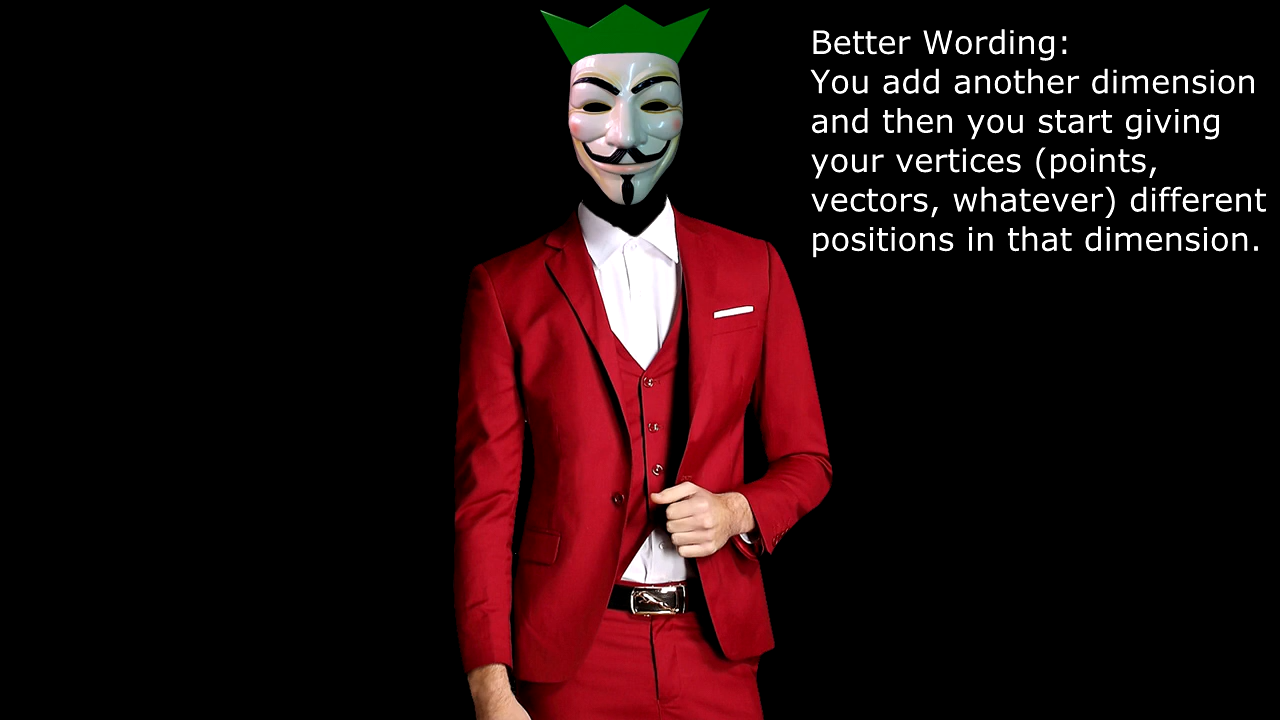 Better Wording:
You add another dimension
and then you start giving
your vertices (points,
vectors, whatever) different
positions in that dimension.